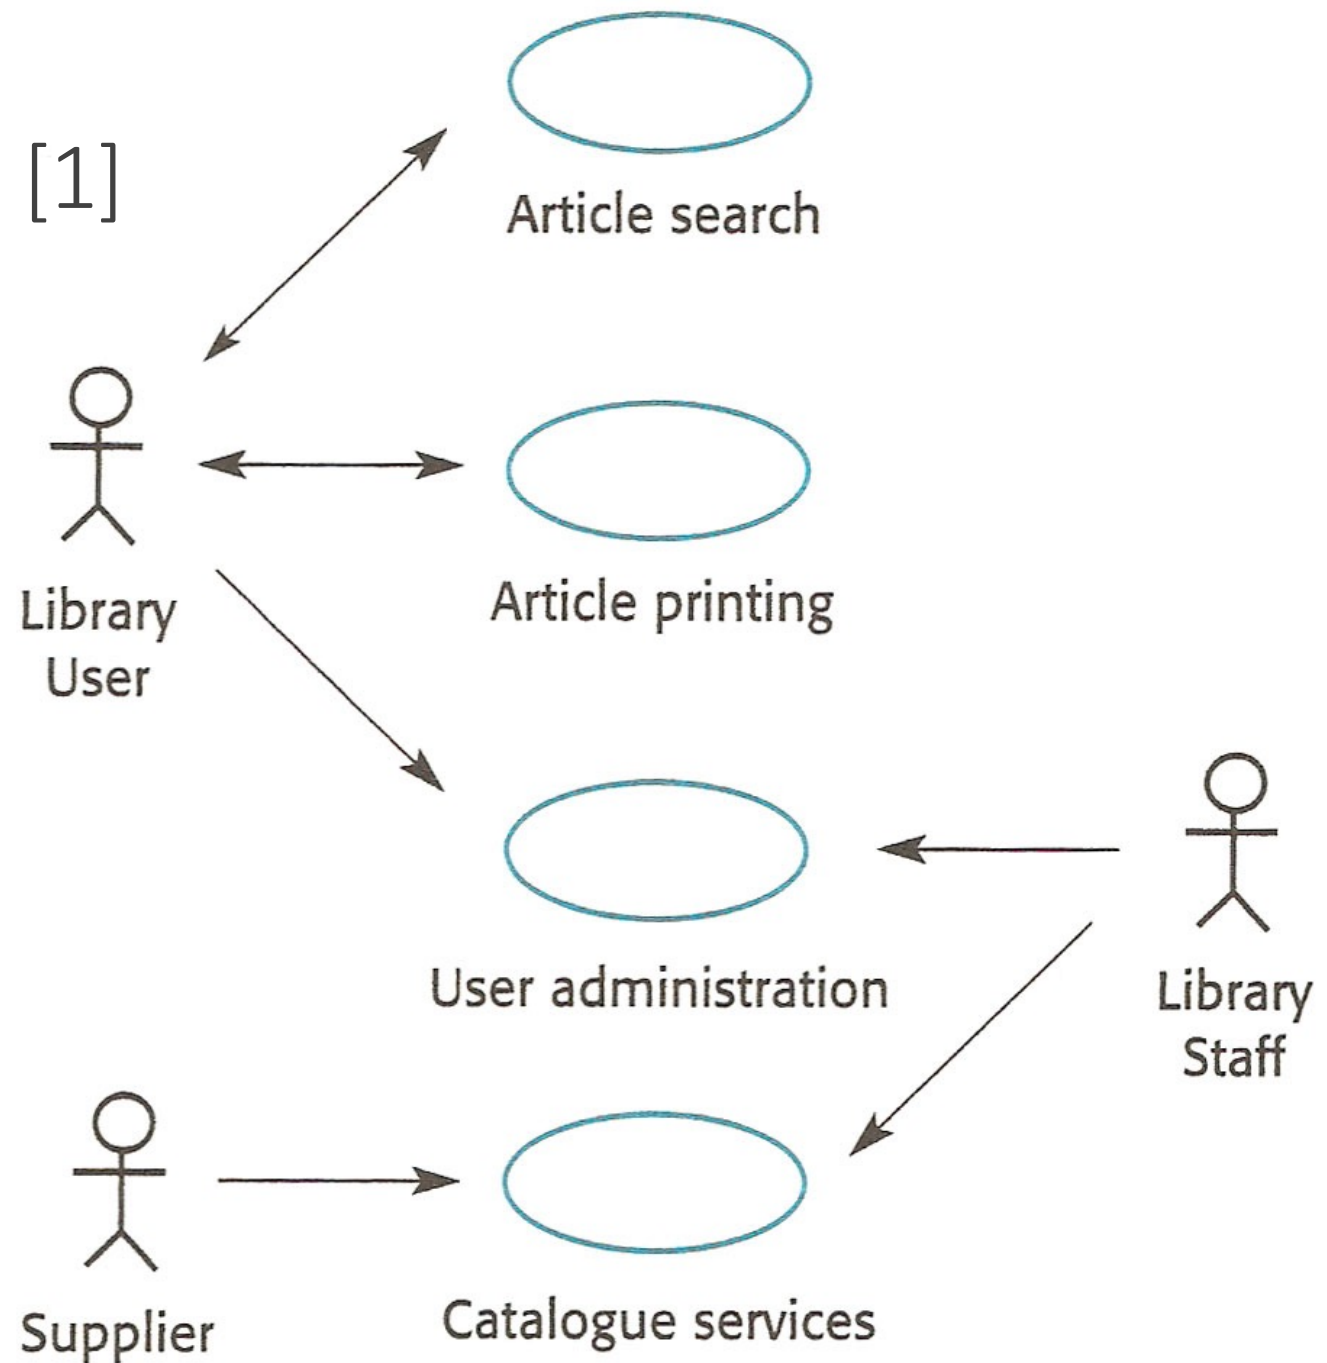 Article search
[1]
Article printing
Library
User
User administration
Library
Staff
Catalogue services
Supplier